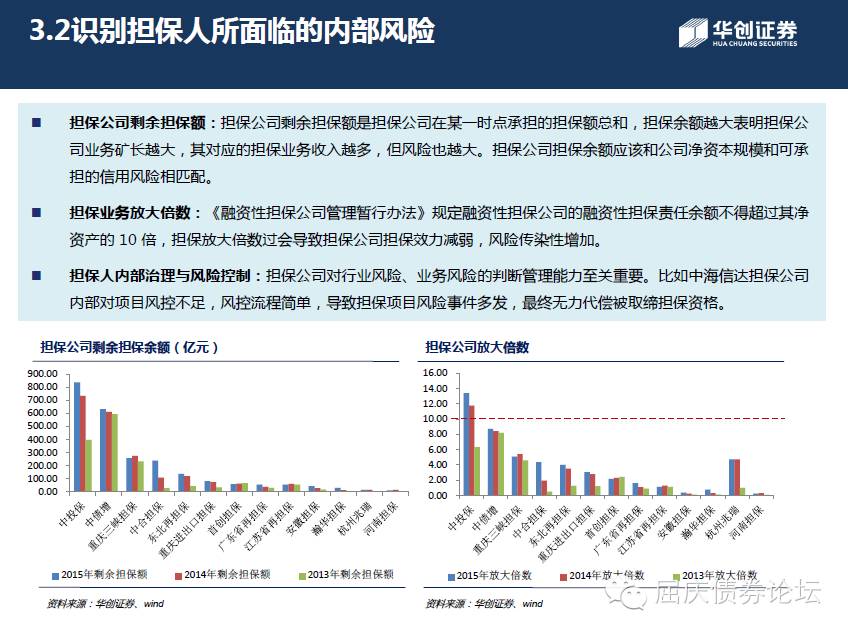 3.2识别担保人所面临的内部风险
华创证券
HUA CHUANG SECURITIES
■ 担保公司剩余担保额：担保公司剩余担保额是担保公司在某一时点承担的担保额总和，担保余额越大表明担保公
司业务矿长越大，其对应的担保业务收入越多，但风险也越大。担保公司担保余额应该和公司净资本规模和可承
担的信用风险相匹配。
■ 担保业务放大倍数：《融资性担保公司管理暂行办法》规定融资性担保公司的融资性担保责任余额不得超过其净
资产的 10 倍，担保放大倍数过会导致担保公司担保效力减弱，风险传染性增加。
■ 担保人内部治理与风险控制：担保公司对行业风险、业务风险的判断管理能力至关重要。比如中海信达担保公司
内部对项目风控不足，风控流程简单，导致担保项目风险事件多发，最终无力代偿被取缔担保资格。
担保公司剩余担保余额（亿元）
900.00
800.00
700.00
600.00
500.00
400.00
300.00
200.00
100.00
0.00
中投保
中债增
重庆三峡担保
中合担保
东北再担保
重庆进出口担保
首创担保
广东省再担保
江苏省再担保
安徽担保
瀚华担保
杭州兆瑞
河南担保
2015年剩余担保额
2014年剩余担保额
2013年剩余担保额
资料来源：华创证券、wind
担保公司放大倍数
16.00
14.00
12.00
10.00
8.00
6.00
4.00
2.00
0.00
中投保
中债增
重庆三峡担保
中合担保
东北再担保
重庆进出口担保
首创担保
广东省再担保
江苏省再担保
安徽担保
瀚华担保
杭州兆瑞
河南担保
2015年放大倍数
2014年放大倍数
2013年放大倍数
资料来源：华创证券、wind
屈庆债券论坛